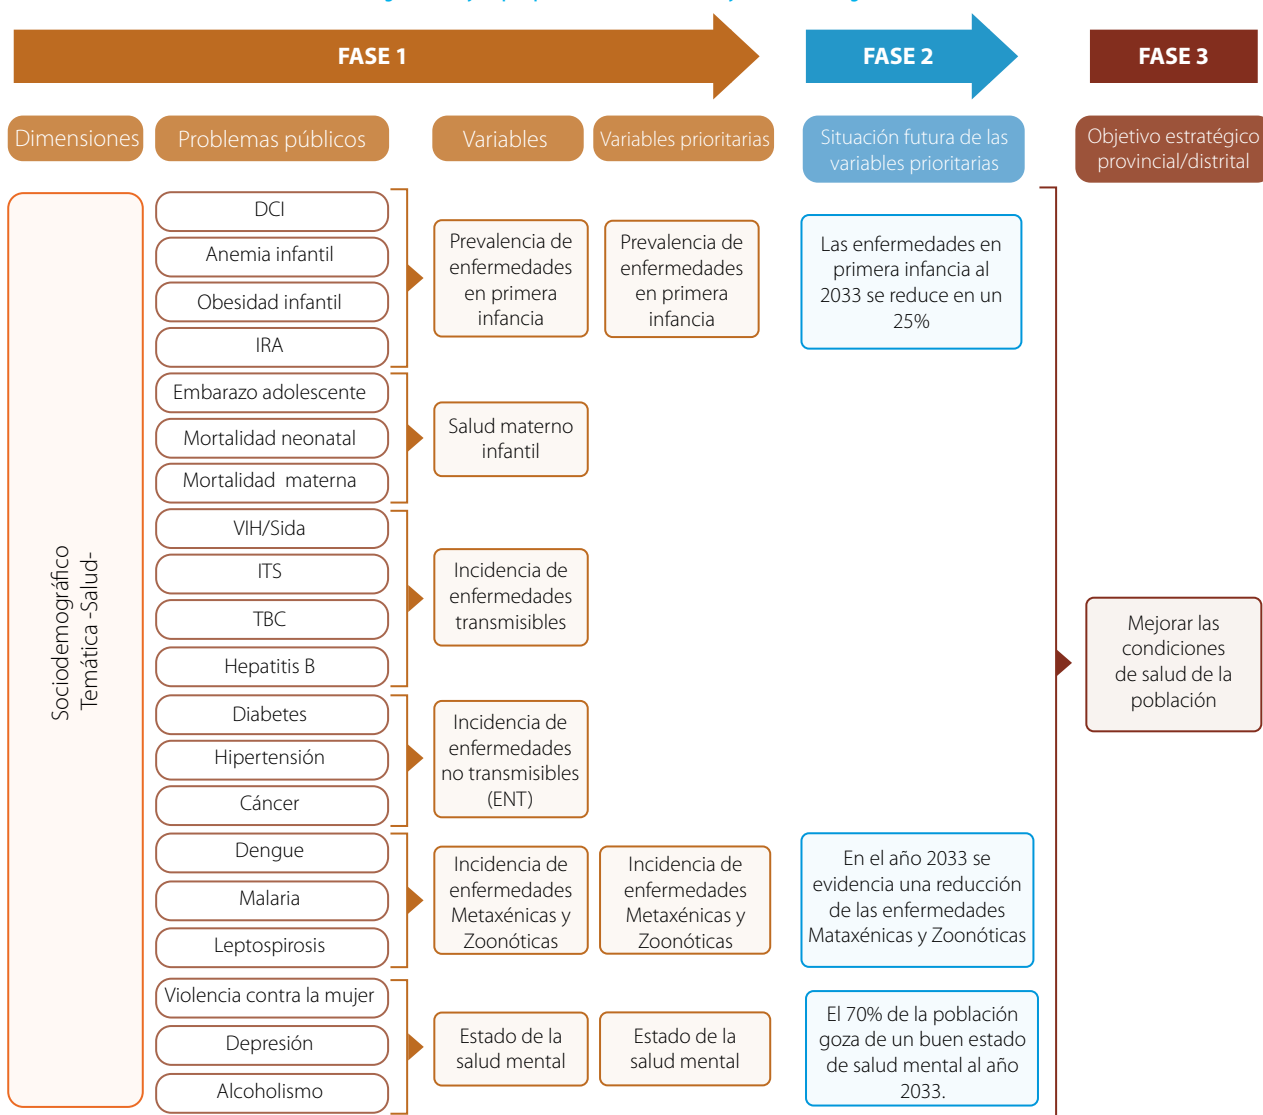 FASE 1
FASE 2
FASE 3
Dimensiones
Problemas públicos
Variables
Variables prioritarias
Situación futura de las
variables prioritarias
Objetivo estratégico
provincial/distrital
Sociodemográfico
Temática -Salud-
DCI
Anemia infantil
Obesidad infantil
IRA
Prevalencia de
enfermedades
en primera
infancia
Prevalencia de
enfermedades
en primera
infancia
Las enfermedades en
primera infancia al
2033 se reduce en un
25%
Embarazo adolescente
Mortalidad neonatal
Mortalidad materna
Salud materno
infantil
VIH/Sida
ITS
TBC
Hepatitis B
Incidencia de
enfermedades
transmisibles
Diabetes
Hipertensión
Cáncer
Incidencia de
enfermedades
no transmisibles
(ENT)
Dengue
Malaria
Leptospirosis
Incidencia de
enfermedades
Metaxénicas y
Zoonóticas
Incidencia de
enfermedades
Metaxénicas y
Zoonóticas
En el año 2033 se
evidencia una reducción
de las enfermedades
Mataxénicas y Zoonóticas
Violencia contra la mujer
Depresión
Alcoholismo
Estado de la
salud mental
Estado de la
salud mental
El 70% de la población
goza de un buen estado
de salud mental al año
2033.
Mejorar las
condiciones
de salud de la
población